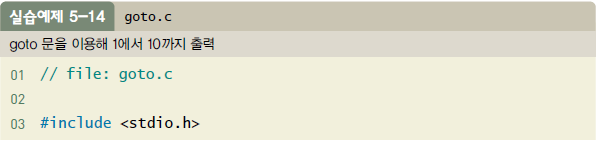 실습예제 5-14 goto.c
goto 문을 이용해 1에서 10까지 출력
01 // file: goto.c
02
03 #include <stdio.h>